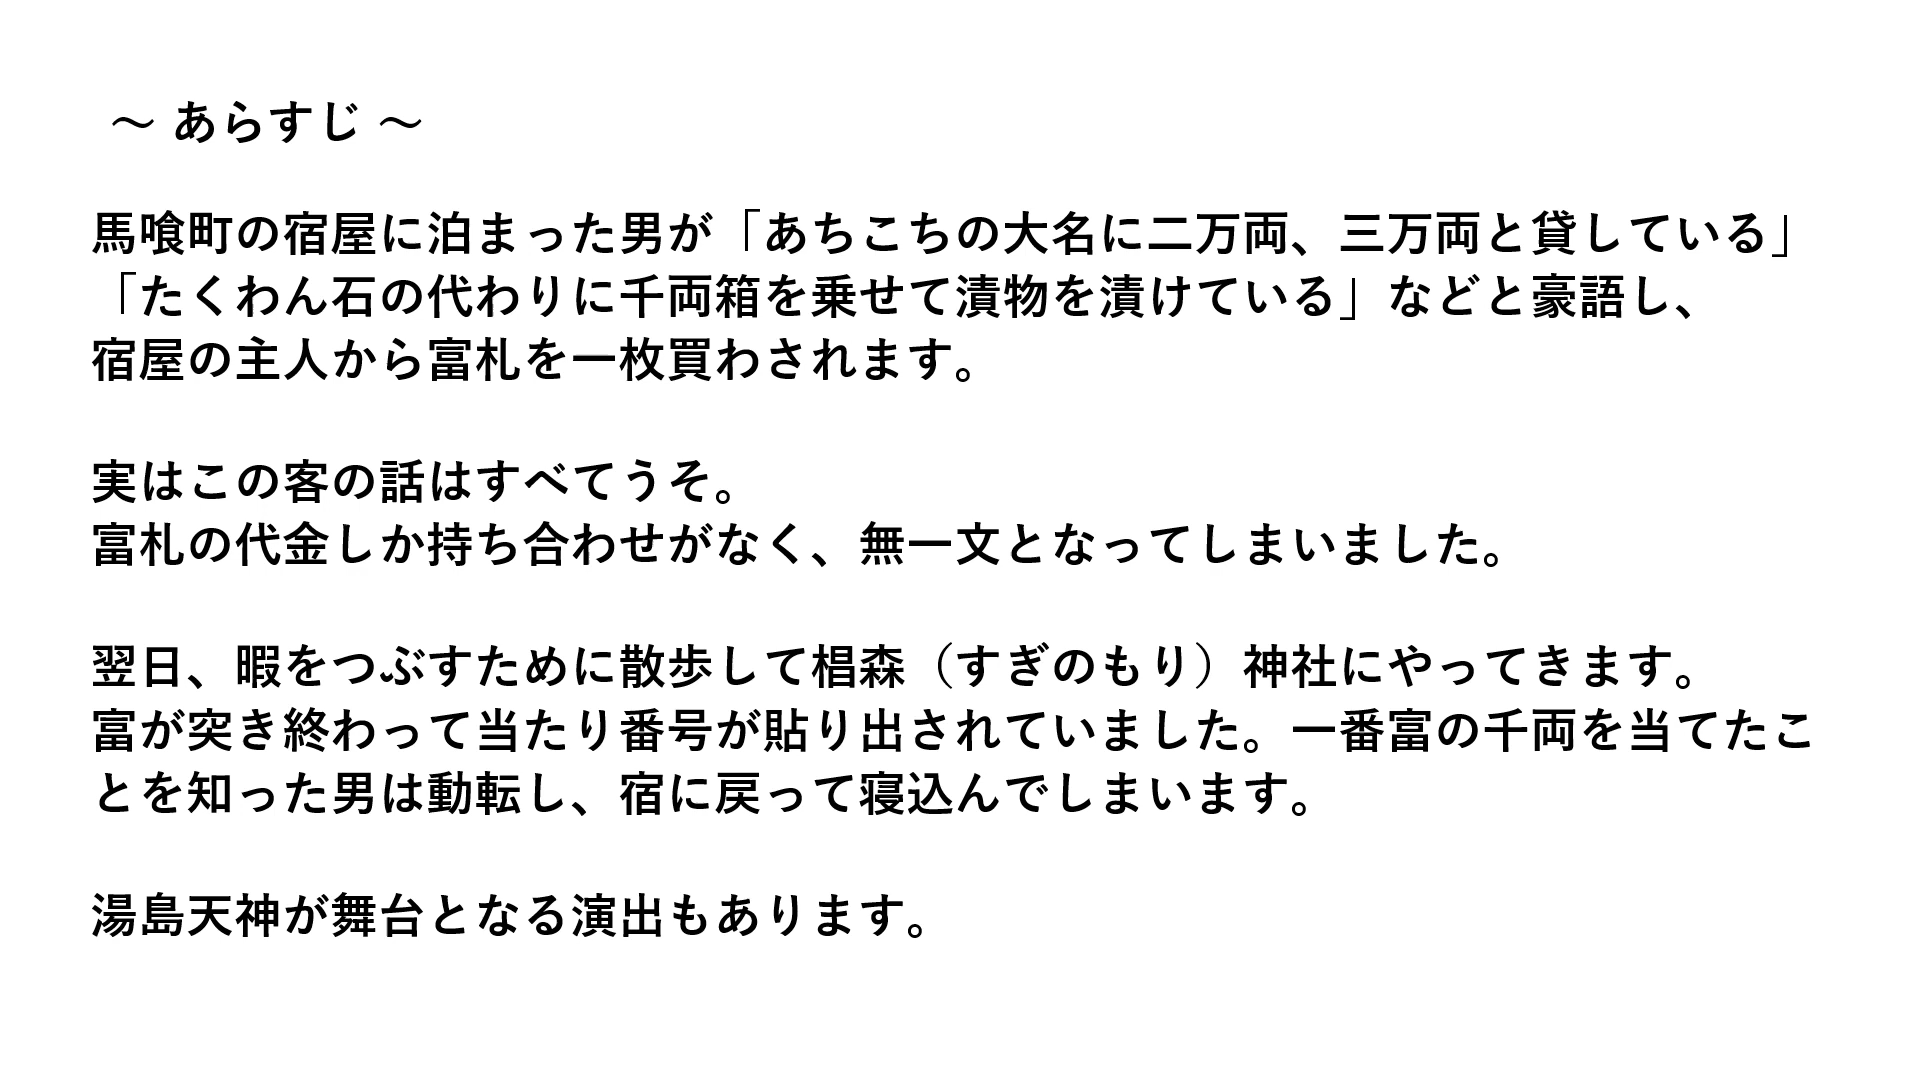 ～ あらすじ ～
馬喰町の宿屋に泊まった男が「あちこちの大名に二万両、三万両と貸している」
「たくわん石の代わりに千両箱を乗せて漬物を漬けている」などと豪語し、
宿屋の主人から富札を一枚買わされます。
実はこの客の話はすべてうそ。
富札の代金しか持ち合わせがなく、無一文となってしまいました。
翌日、暇をつぶすために散歩して椙森（すぎのもり）神社にやってきます。
富が突き終わって当たり番号が貼り出されていました。一番富の千両を当てたこ
とを知った男は動転し、宿に戻って寝込んでしまいます。
湯島天神が舞台となる演出もあります。